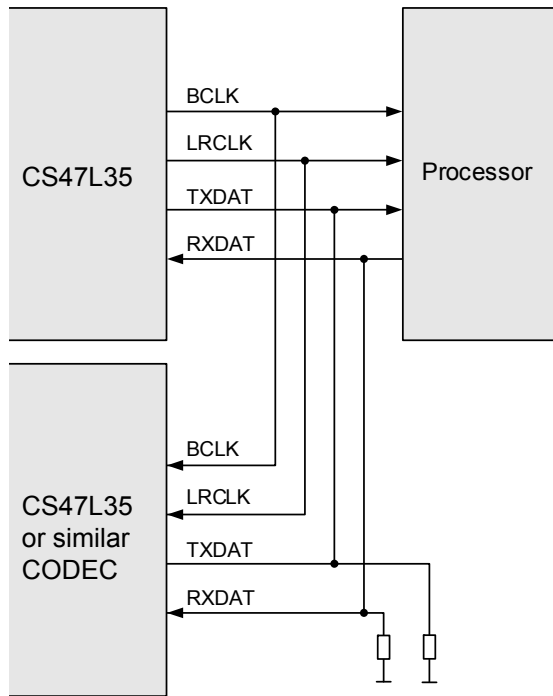 BCLK
LRCLK
CS47L35
Processor
TXDAT
RXDAT
BCLK
LRCLK
CS47L35
or similar
CODEC
TXDAT
RXDAT